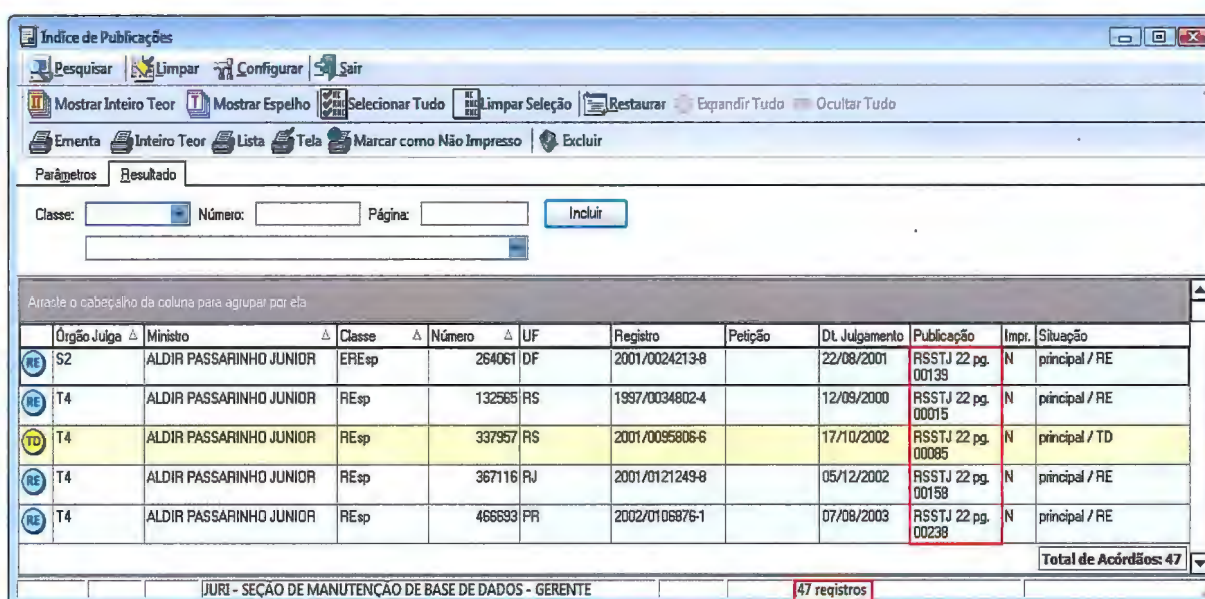 Indíce de Publicações
Pesquisar Limpar Configurar Sair
Mostrar Inteiro Teor Mostrar Espelho Selecionar Tudo Limpar Seleção Restaurar Expandir Tudo Ocultar Tudo
Ementa Inteiro Teor Lista Tela Marcar como Não Impresso Excluir
Parâmetros Resultado
Classe: Número: Página: Incluir
Arraste o cabeçalho da coluna para agrupar por ela
Órgão Julga Ministro Classe Número UF Registro Petição Dt. Julgamento Publicação Impr. Situação
RE S2 ALDIR PASSARINHO JUNIOR EREsp 264061 DF 2001/0024213-8 22/08/2001 RSSTJ 22 pg. N principal / RE
00139
RE T4 ALDIR PASSARINHO JUNIOR REsp 132565 RS 1997/0034802-4 12/09/2000 RSSTJ 22 pg. N principal / RE
00015
TD T4 ALDIR PASSARINHO JUNIOR REsp 337957 RS 2001/0095806-6 17/10/2002 RSSTJ 22 pg. N principal / TD
00085
RE T4 ALDIR PASSARINHO JUNIOR REsp 367116 RJ 2001/0121249-8 05/12/2002 RSSTJ 22 pg. N principal / RE
00158
RE T4 ALDIR PASSARINHO JUNIOR REsp 466693 PR 2002/0106876-1 07/08/2003 RSSTJ 22 pg. N principal / RE
00238
Total de Acórdãos: 47
JURI - SEÇÃO DE MANUTENÇÃO DE BASE DE DADOS - GERENTE 47 registros